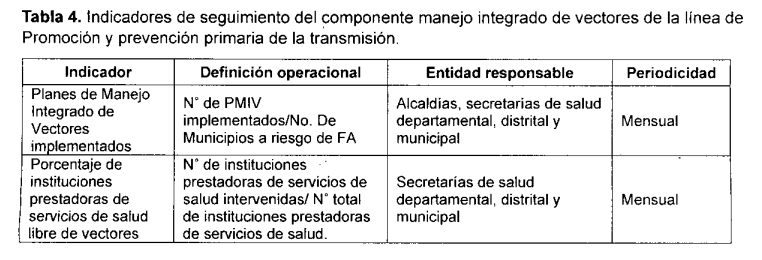 Tabla 4. Indicadores de seguimiento del componente manejo integrado de vectores de la línea de
Promoción y prevención primaria de la transmisión.
Indicador Definición operacional Entidad responsable Periodicidad
Planes de Manejo
Integrado de
Vectores
implementados
N° de PMIV
implementados/No. De
Municipios a riesgo de FA
Alcaldías, secretarias de salud
departamental, distrital y
municipal
Mensual
Porcentaje de
instituciones
prestadoras de
servicios de salud
libre de vectores
N° de instituciones
prestadoras de servicios de
salud intervenidas/ N° total
de instituciones prestadoras
de servicios de salud.
Secretarías de salud
departamental, distrital y
municipal
Mensual